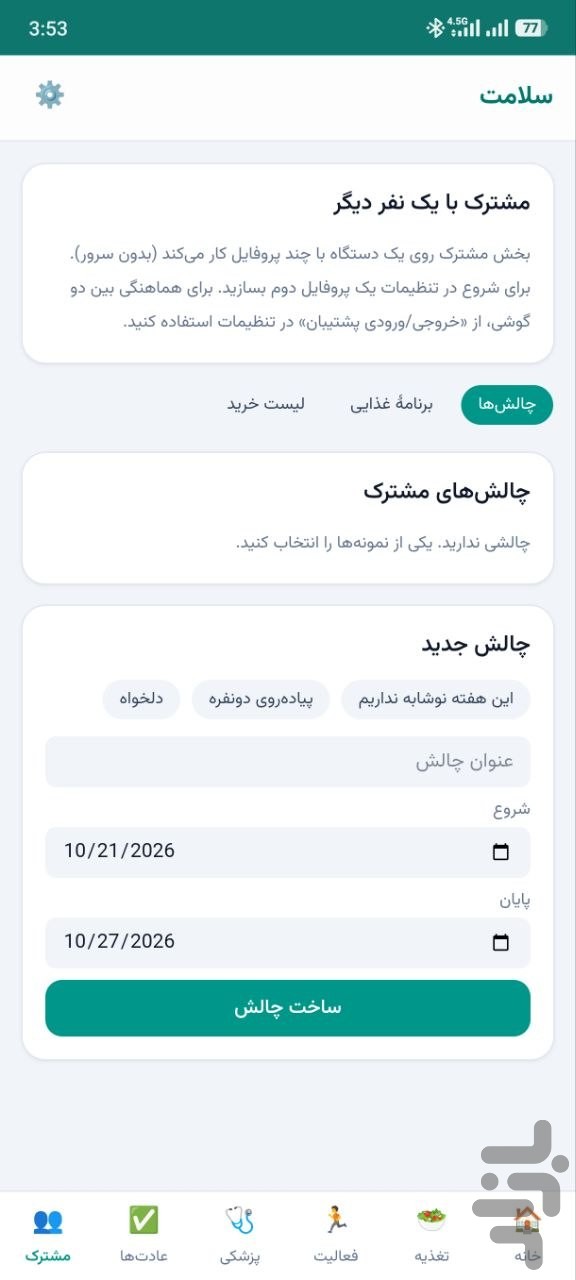 3:53
4.5G
77
سلامت
مشترک با یک نفر دیگر
بخش مشترک روی یک دستگاه با چند پروفایل کار می‌کند (بدون سرور).
برای شروع در تنظیمات یک پروفایل دوم بسازید. برای هماهنگی بین دو
گوشی، از «خروجی/ورودی پشتیبان» در تنظیمات استفاده کنید.
چالش‌ها
برنامهٔ غذایی
لیست خرید
چالش‌های مشترک
چالشی ندارید. یکی از نمونه‌ها را انتخاب کنید.
چالش جدید
این هفته نوشابه نداریم
پیاده‌روی دونفره
دلخواه
عنوان چالش
شروع
10/21/2026
پایان
10/27/2026
ساخت چالش
خانه
تغذیه
فعالیت
پزشکی
عادت‌ها
مشترک